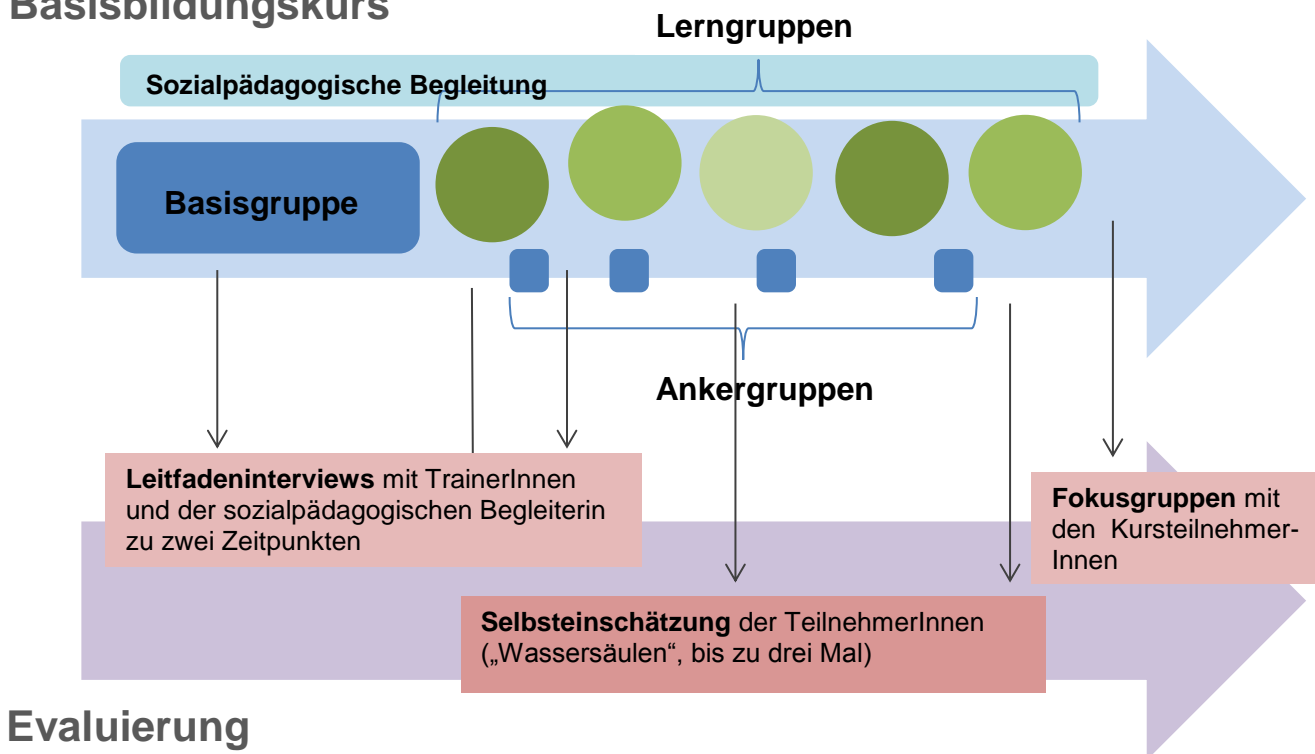 Basisbildungskurs
Lerngruppen
Sozialpädagogische Begleitung
Basisgruppe
Ankergruppen
Leitfadeninterviews mit TrainerInnen
und der sozialpädagogischen Begleiterin
zu zwei Zeitpunkten
Fokusgruppen mit
den Kursteilnehmer-
Innen
Selbsteinschätzung der TeilnehmerInnen
(„Wassersäulen“, bis zu drei Mal)
Evaluierung